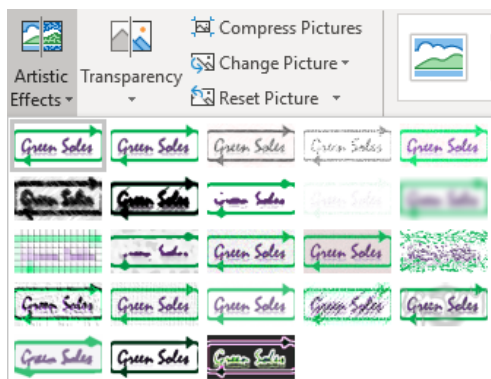 Compress Pictures
Change Picture
Reset Picture
Artistic Effects
Transparency
Green Soles Green Soles Green Soles Green Soles Green Soles
Green Soles Green Soles Green Soles
Green Soles Green Soles
Green Soles Green Soles Green Soles Green Soles Green Soles
Green Soles Green Soles Green Soles